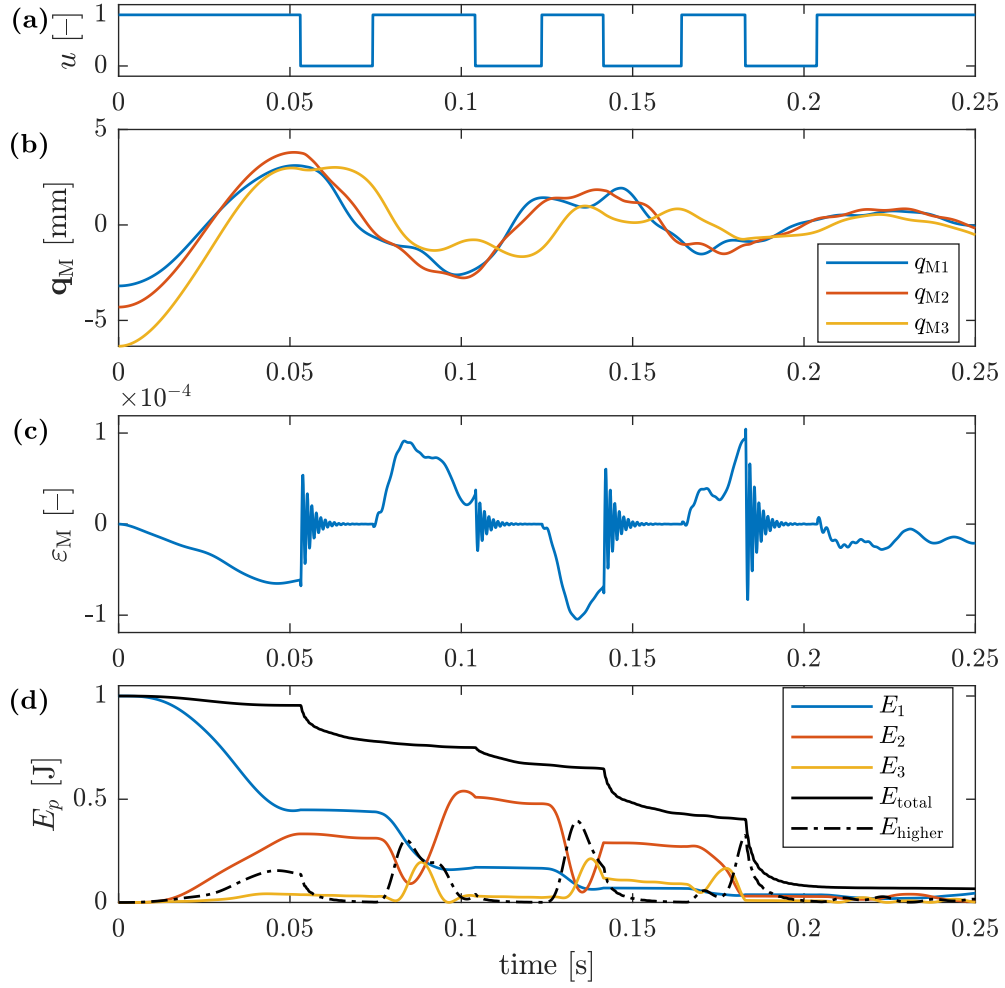 (a)
u [−]
1
0
0 0.05 0.1 0.15 0.2 0.25
(b)
q_M [mm]
5
0
-5
q_M1
q_M2
q_M3
0 0.05 0.1 0.15 0.2 0.25
×10⁻⁴
(c)
ε_M [−]
1
0
-1
0 0.05 0.1 0.15 0.2 0.25
(d)
E_p [J]
1
0.5
0
E_1
E_2
E_3
E_total
E_higher
0 0.05 0.1 0.15 0.2 0.25
time [s]